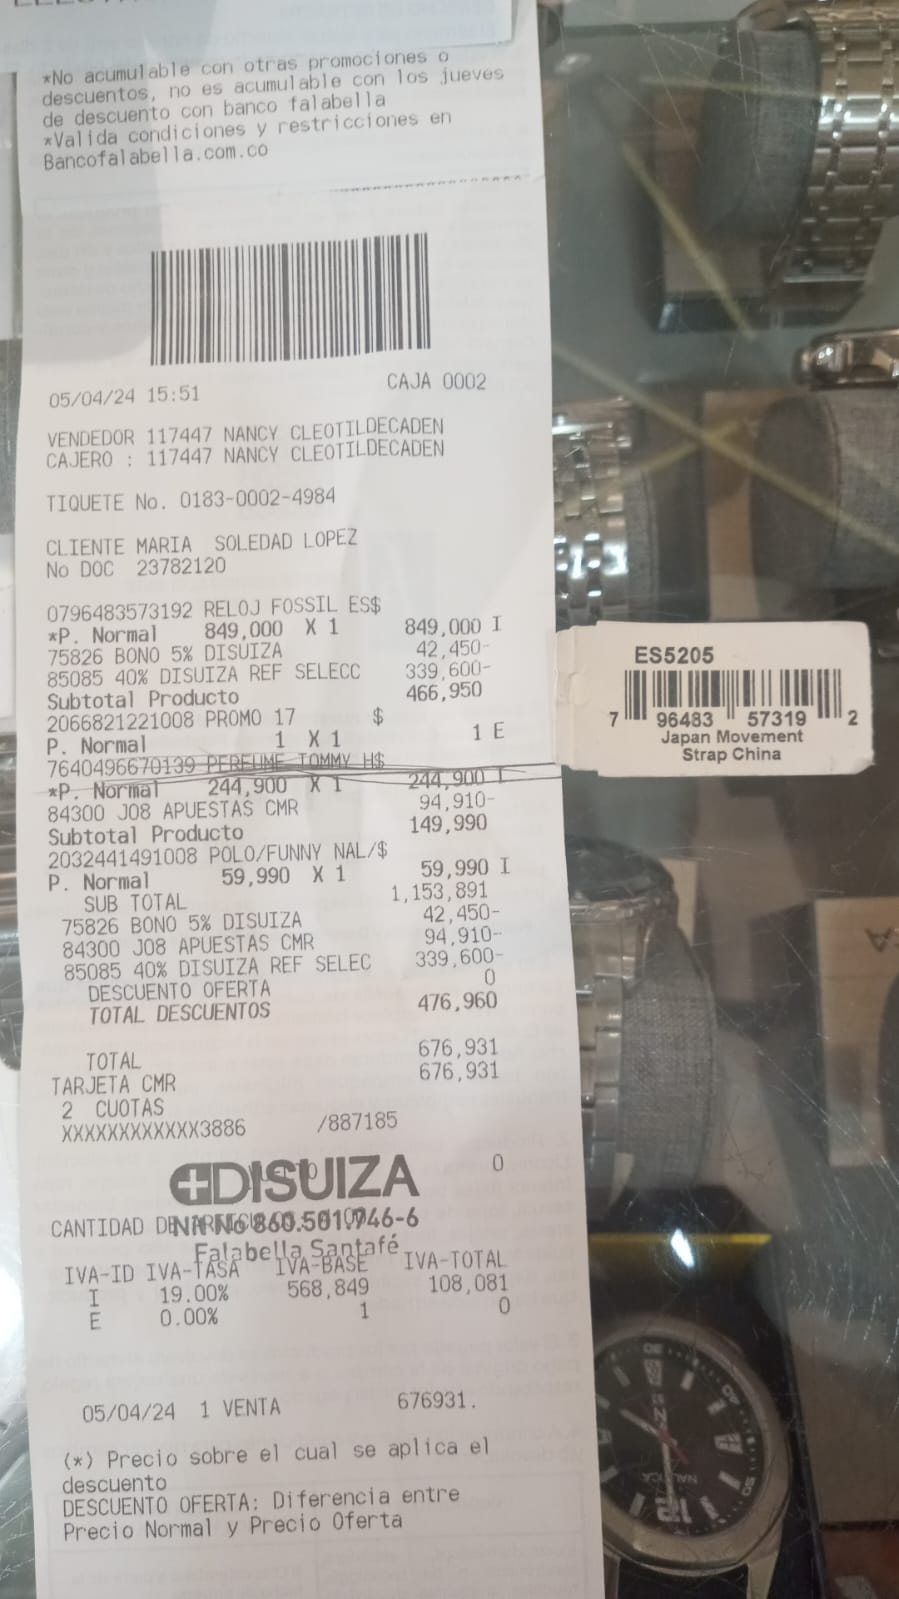 *No acumulable con otras promociones o
descuentos, no es acumulable con los jueves
de descuento con banco falabella
*Valida condiciones y restricciones en
Bancofalabella.com.co
05/04/24 15:51 CAJA 0002
VENDEDOR 117447 NANCY CLEOTILDECADEN
CAJERO : 117447 NANCY CLEOTILDECADEN
TIQUETE No. 0183-0002-4984
CLIENTE MARIA SOLEDAD LOPEZ
No DOC 23782120
0796483573192 RELOJ FOSSIL ES$
*P. Normal 849,000 X 1 849,000 I
75826 BONO 5% DISUIZA 42,450-
85085 40% DISUIZA REF SELECC 339,600-
Subtotal Producto 466,950
2066821221008 PROMO 17 $
P. Normal 1 X 1 1 E
7640496670139 PERFUME TOMMY H$
*P. Normal 244,900 X 1 244,900 I
84300 J08 APUESTAS CMR 94,910-
Subtotal Producto 149,990
2032441491008 POLO/FUNNY NAL/$
P. Normal 59,990 X 1 59,990 I
SUB TOTAL 1,153,891
75826 BONO 5% DISUIZA 42,450-
84300 J08 APUESTAS CMR 94,910-
85085 40% DISUIZA REF SELEC 339,600-
DESCUENTO OFERTA 0
TOTAL DESCUENTOS 476,960
TOTAL 676,931
TARJETA CMR 676,931
2 CUOTAS
XXXXXXXXXXXX3886 /887185
DISUIZA 0
CANTIDAD DE
Nit No 860.501.946-6
Falabella Santafé
IVA-ID IVA-TASA IVA-BASE IVA-TOTAL
I 19.00% 568,849 108,081
E 0.00% 1 0
05/04/24 1 VENTA 676931.
(*) Precio sobre el cual se aplica el
descuento
DESCUENTO OFERTA: Diferencia entre
Precio Normal y Precio Oferta
ES5205
7 96483 57319 2
Japan Movement
Strap China
NAUTICA